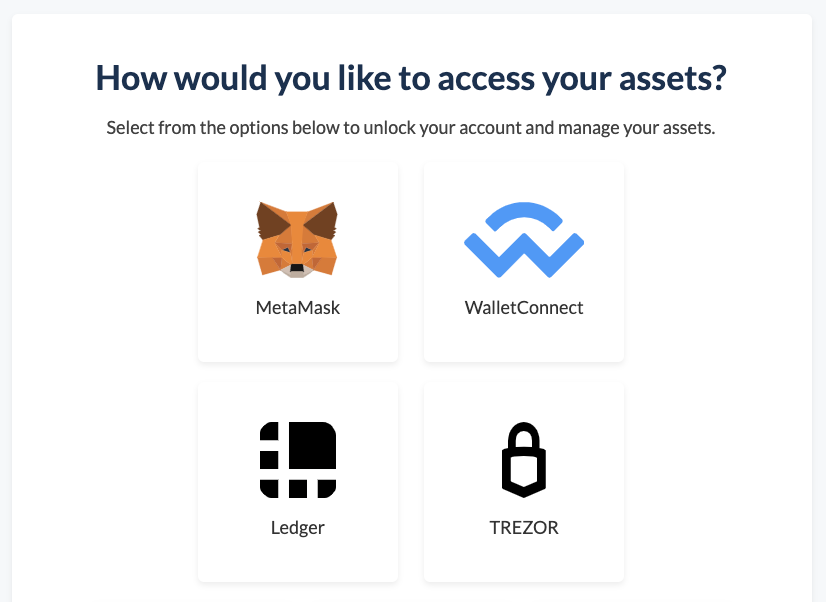 How would you like to access your assets?
Select from the options below to unlock your account and manage your assets.
MetaMask
WalletConnect
Ledger
TREZOR